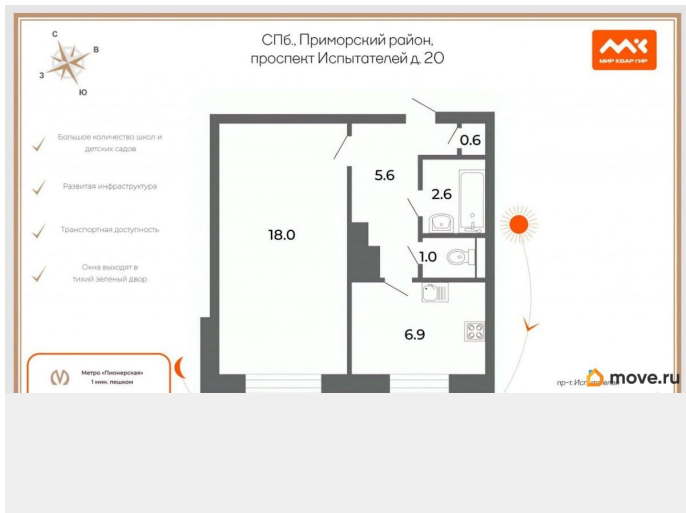 С
В
З
Ю
СПб., Приморский район,
проспект Испытателей д. 20
МИР КВАРТИР
Большое количество школ и
детских садов
Развитая инфраструктура
Транспортная доступность
Окна выходят в
тихий зеленый двор
0.6
5.6
2.6
18.0
1.0
6.9
Метро «Пионерская»
1 мин. пешком
пр-т. Испытателей
move.ru